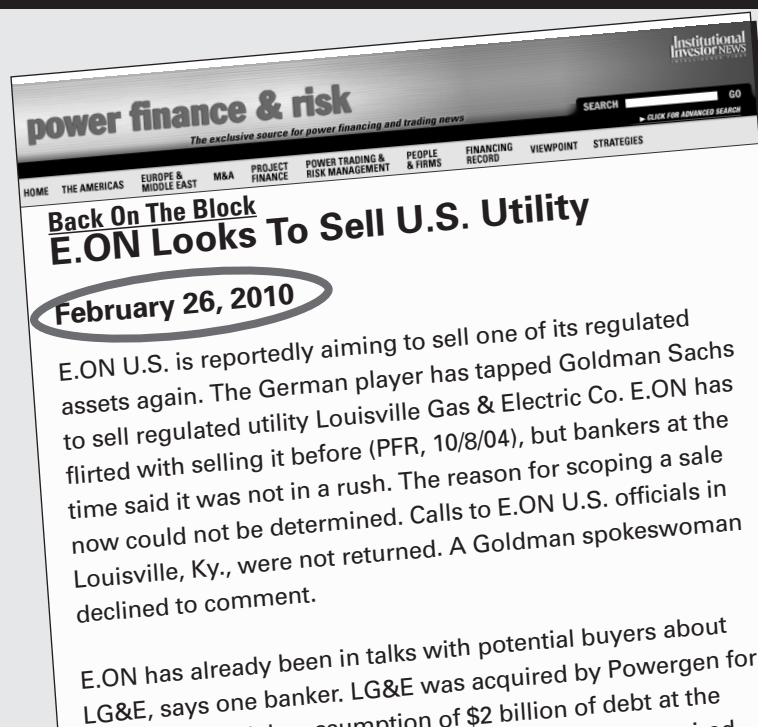 Institutional
Investor NEWS
power finance & risk
The exclusive source for power financing and trading news
SEARCH GO
► CLICK FOR ADVANCED SEARCH
HOME THE AMERICAS EUROPE & MIDDLE EAST M&A PROJECT FINANCE POWER TRADING & RISK MANAGEMENT PEOPLE & FIRMS FINANCING RECORD VIEWPOINT STRATEGIES
Back On The Block
E.ON Looks To Sell U.S. Utility
February 26, 2010
E.ON U.S. is reportedly aiming to sell one of its regulated
assets again. The German player has tapped Goldman Sachs
to sell regulated utility Louisville Gas & Electric Co. E.ON has
flirted with selling it before (PFR, 10/8/04), but bankers at the
time said it was not in a rush. The reason for scoping a sale
now could not be determined. Calls to E.ON U.S. officials in
Louisville, Ky., were not returned. A Goldman spokeswoman
declined to comment.
E.ON has already been in talks with potential buyers about
LG&E, says one banker. LG&E was acquired by Powergen for
of $2 billion of debt at the